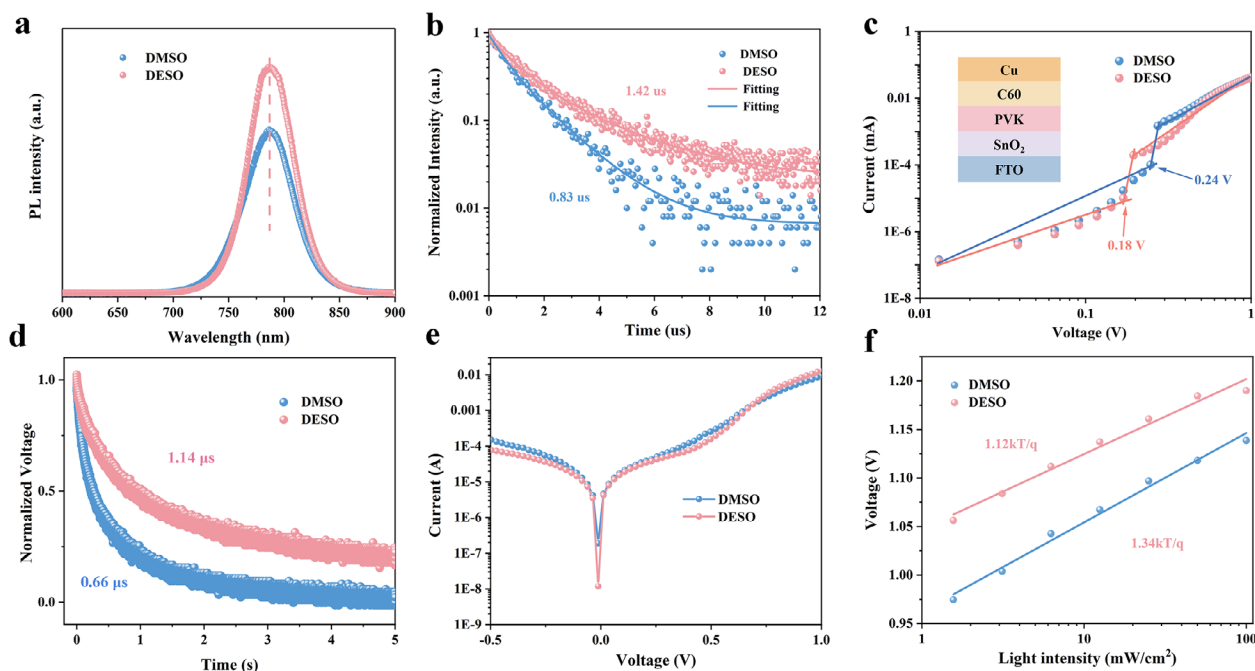 a
PL intensity (a.u.)
DMSO
DESO
600 650 700 750 800 850 900
Wavelength (nm)
b
Normalized Intensity (a.u.)
1
0.1
0.01
0.001
DMSO
DESO
Fitting
Fitting
1.42 us
0.83 us
0 2 4 6 8 10 12
Time (us)
c
Current (mA)
1
0.01
1E-4
1E-6
1E-8
Cu
C60
PVK
SnO₂
FTO
DMSO
DESO
0.24 V
0.18 V
0.01 0.1 1
Voltage (V)
d
Normalized Voltage
1.0
0.5
0.0
DMSO
DESO
1.14 μs
0.66 μs
0 1 2 3 4 5
Time (s)
e
Current (A)
0.01
0.001
1E-4
1E-5
1E-6
1E-7
1E-8
1E-9
DMSO
DESO
-0.5 0.0 0.5 1.0
Voltage (V)
f
Voltage (V)
1.20
1.15
1.10
1.05
1.00
0.95
DMSO
DESO
1.12kT/q
1.34kT/q
1 10 100
Light intensity (mW/cm²)